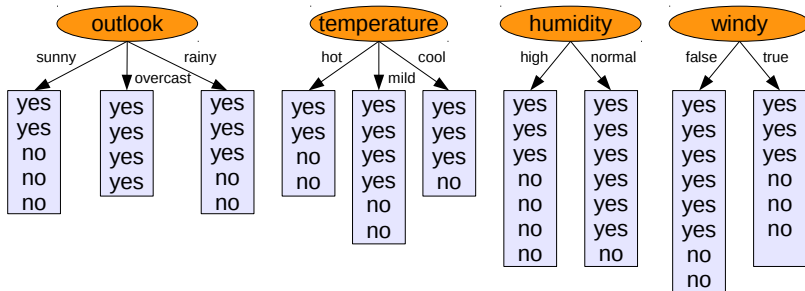 outlook
sunny
overcast
rainy
yes
yes
no
no
no
yes
yes
yes
yes
yes
yes
yes
no
no
temperature
hot
mild
cool
yes
yes
no
no
yes
yes
yes
yes
no
no
yes
yes
yes
no
humidity
high
normal
yes
yes
yes
no
no
no
no
yes
yes
yes
yes
yes
yes
no
windy
false
true
yes
yes
yes
yes
yes
yes
no
no
yes
yes
yes
no
no
no